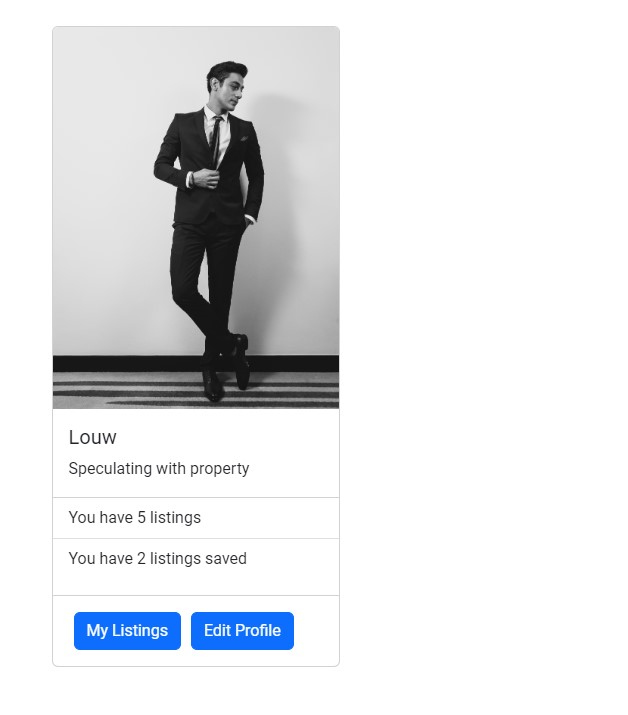 Louw
Speculating with property
You have 5 listings
You have 2 listings saved
My Listings
Edit Profile